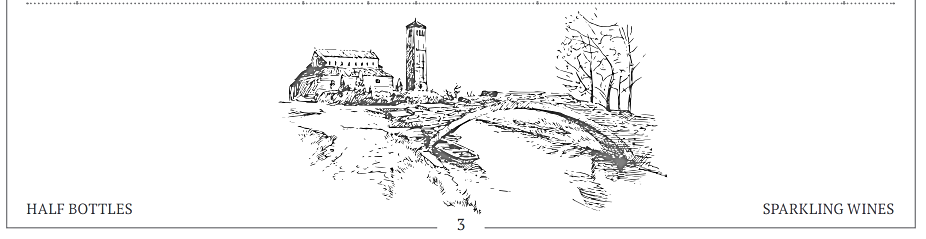 HALF BOTTLES
SPARKLING WINES
3